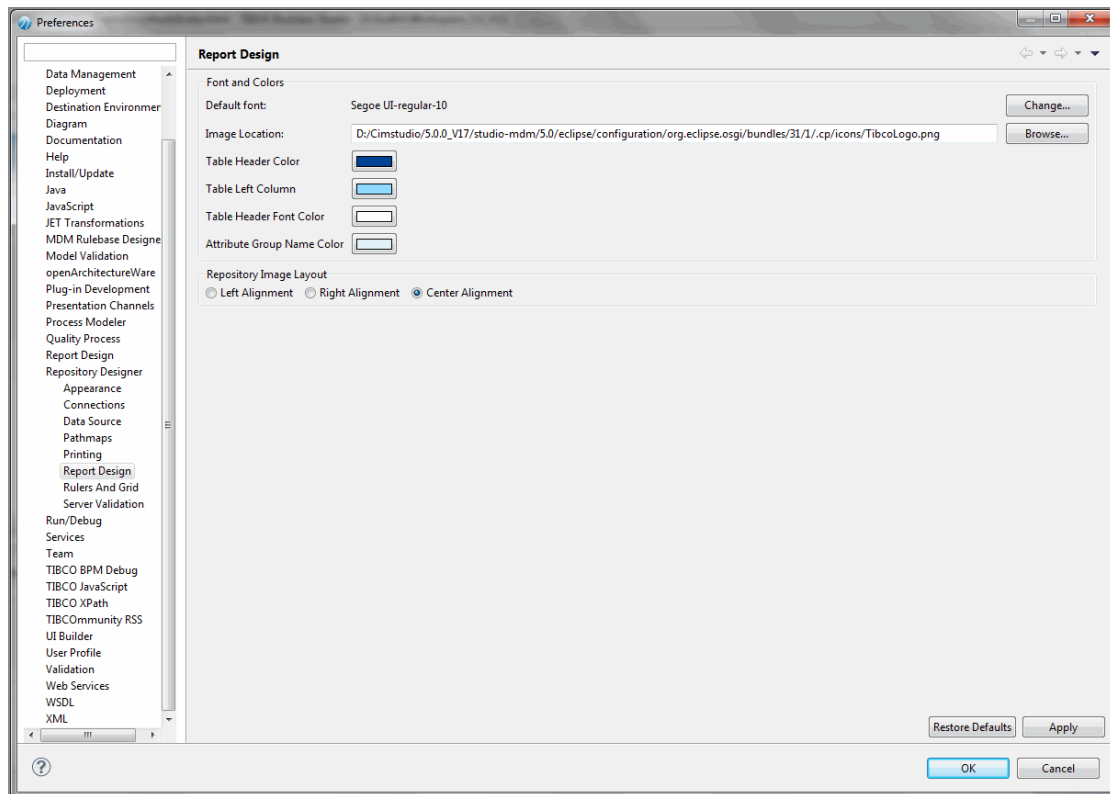 Preferences
Report Design
Data Management
Deployment
Destination Environmer
Diagram
Documentation
Help
Install/Update
Java
JavaScript
JET Transformations
MDM Rulebase Designe
Model Validation
openArchitectureWare
Plug-in Development
Presentation Channels
Process Modeler
Quality Process
Report Design
Repository Designer
Appearance
Connections
Data Source
Pathmaps
Printing
Report Design
Rulers And Grid
Server Validation
Run/Debug
Services
Team
TIBCO BPM Debug
TIBCO JavaScript
TIBCO XPath
TIBCOmmunity RSS
UI Builder
User Profile
Validation
Web Services
WSDL
XML
Font and Colors
Default font: Segoe UI-regular-10 Change...
Image Location: D:/Cimstudio/5.0.0_V17/studio-mdm/5.0/eclipse/configuration/org.eclipse.osgi/bundles/31/1/.cp/icons/TibcoLogo.png Browse...
Table Header Color
Table Left Column
Table Header Font Color
Attribute Group Name Color
Repository Image Layout
Left Alignment Right Alignment Center Alignment
Restore Defaults Apply
OK Cancel